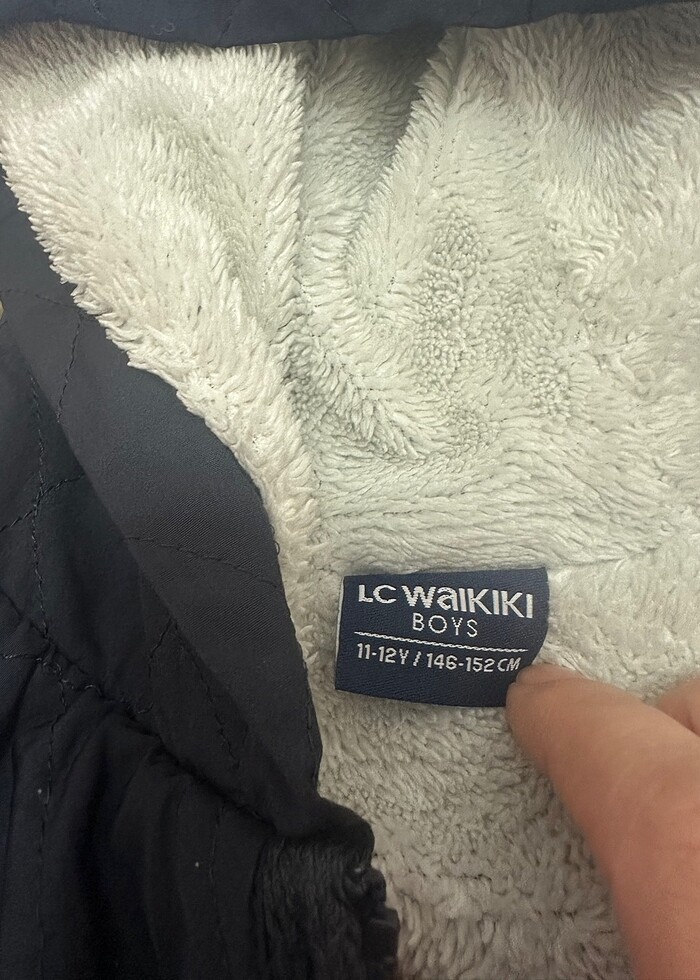 LC WaIKIKI
BOYS
11-12Y / 146-152 CM